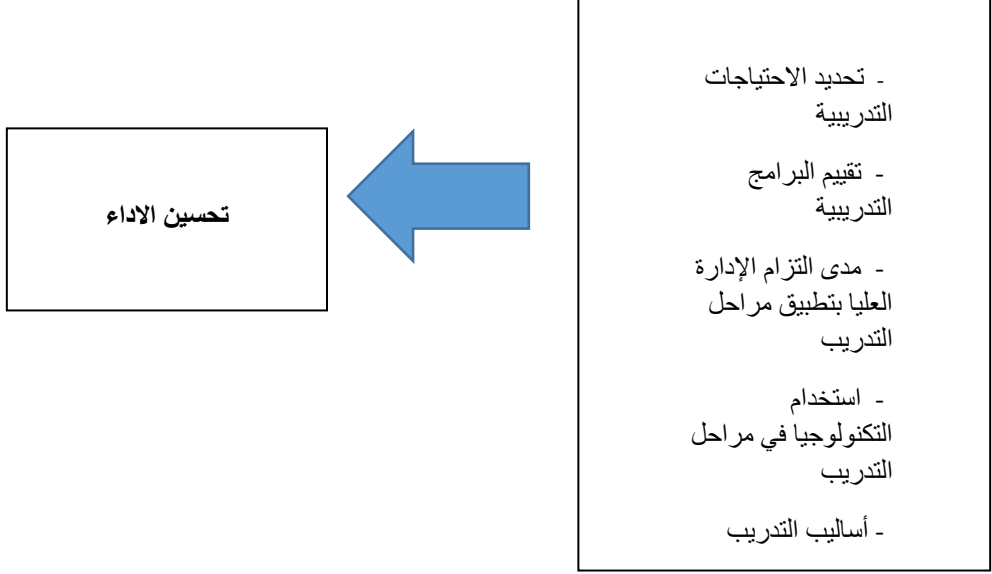 - تحديد الاحتياجات
التدريبية
- تقييم البرامج
التدريبية
- مدى التزام الإدارة
العليا بتطبيق مراحل
التدريب
- استخدام
التكنولوجيا في مراحل
التدريب
- أساليب التدريب
تحسين الاداء